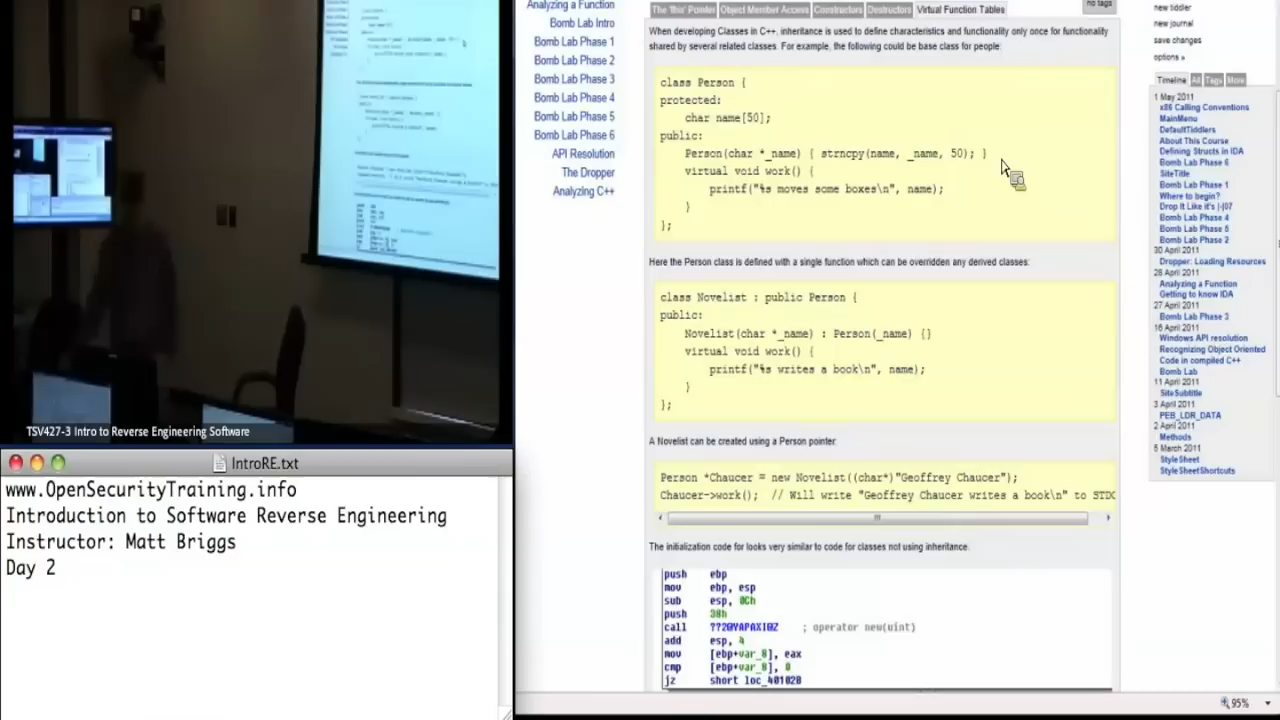 TSV427-3 Intro to Reverse Engineering Software
IntroRE.txt
www.OpenSecurityTraining.info
Introduction to Software Reverse Engineering
Instructor: Matt Briggs
Day 2
Analyzing a Function
Bomb Lab Intro
Bomb Lab Phase 1
Bomb Lab Phase 2
Bomb Lab Phase 3
Bomb Lab Phase 4
Bomb Lab Phase 5
Bomb Lab Phase 6
API Resolution
The Dropper
Analyzing C++
The 'this' Pointer Object Member Access Constructors Destructors Virtual Function Tables
no tags
When developing Classes in C++, inheritance is used to define characteristics and functionality only once for functionality
shared by several related classes. For example, the following could be base class for people:
class Person {
protected:
char name[50];
public:
Person(char *_name) { strncpy(name, _name, 50); }
virtual void work() {
printf("%s moves some boxes\n", name);
}
};
Here the Person class is defined with a single function which can be overridden any derived classes:
class Novelist : public Person {
public:
Novelist(char *_name) : Person(_name) {}
virtual void work() {
printf("%s writes a book\n", name);
}
};
A Novelist can be created using a Person pointer:
Person *Chaucer = new Novelist((char*)"Geoffrey Chaucer");
Chaucer->work(); // Will write "Geoffrey Chaucer writes a book\n" to STDO
The initialization code for looks very similar to code for classes not using inheritance.
push ebp
mov ebp, esp
sub esp, 0Ch
push 38h
call ??2@YAPAXI@Z ; operator new(uint)
add esp, 4
mov [ebp+var_8], eax
cmp [ebp+var_8], 0
jz short loc_401020
new tiddler
new journal
save changes
options »
Timeline All Tags More
1 May 2011
x86 Calling Conventions
MainMenu
DefaultTiddlers
About This Course
Defining Structs in IDA
Bomb Lab Phase 6
SiteTitle
Bomb Lab Phase 1
Where to begin?
Drop It Like it's |-|07
Bomb Lab Phase 4
Bomb Lab Phase 5
Bomb Lab Phase 2
30 April 2011
Dropper: Loading Resources
28 April 2011
Analyzing a Function
Getting to know IDA
27 April 2011
Bomb Lab Phase 3
16 April 2011
Windows API resolution
Recognizing Object Oriented
Code in compiled C++
Bomb Lab
11 April 2011
SiteSubtitle
3 April 2011
PEB_LDR_DATA
2 April 2011
Methods
5 March 2011
StyleSheet
StyleSheetShortcuts
95%